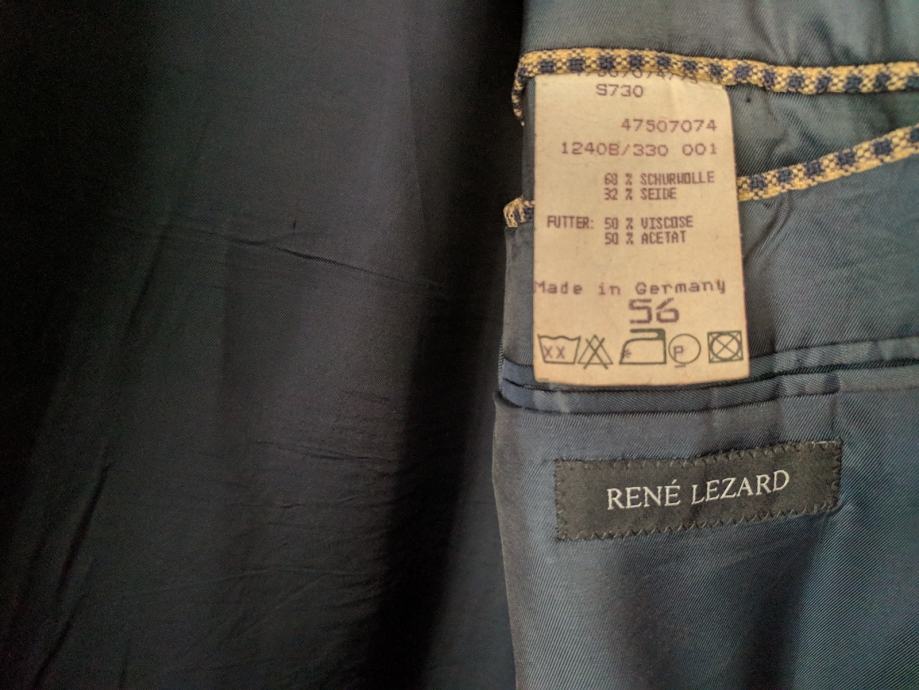 S730
47507074
1240B/330 001
68 % SCHURWOLLE
32 % SEIDE
FUTTER: 50 % VISCOSE
50 % ACETAT
Made in Germany
56
XX
P
RENÉ LEZARD